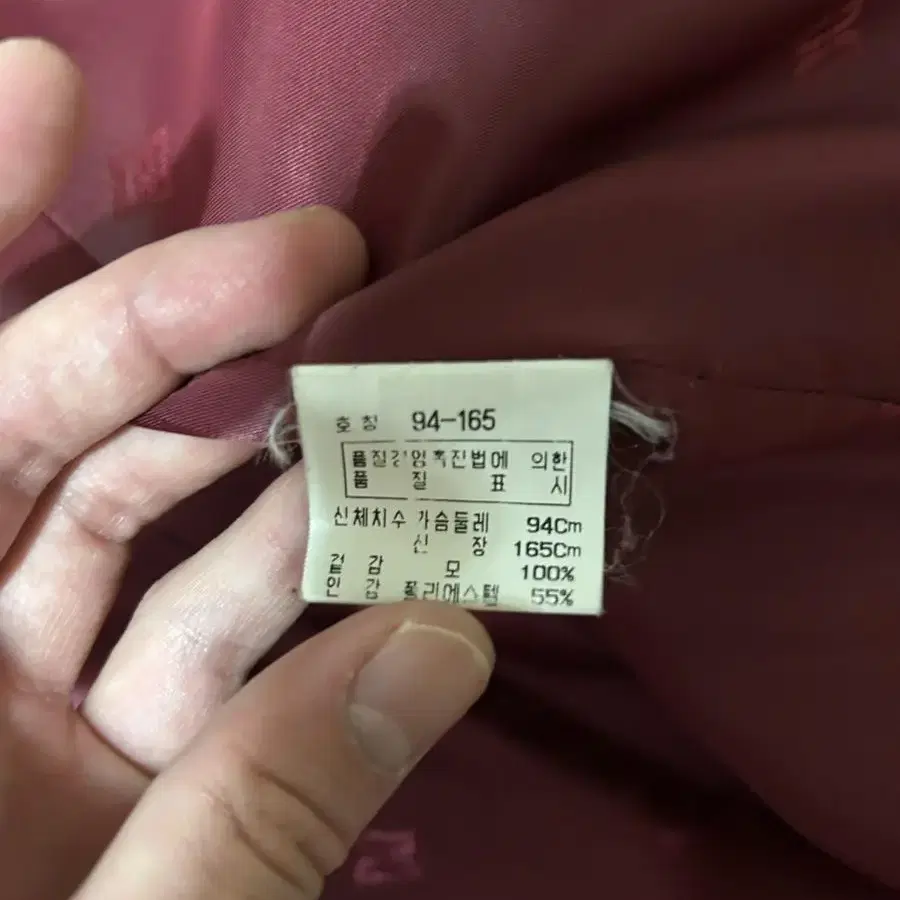 호칭 94-165
품질경영촉진법에 의한
품질표시
신체치수 가슴둘레 94Cm
신장 165Cm
겉감 모 100%
안감 폴리에스텔 55%